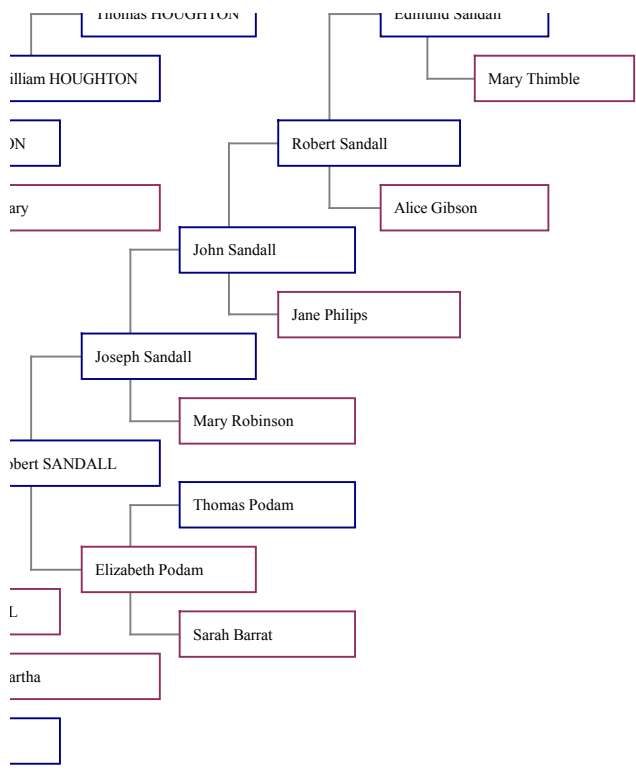 Thomas HOUGHTON
Edmund Sandall
illiam HOUGHTON
Mary Thimble
ON
Robert Sandall
ary
Alice Gibson
John Sandall
Jane Philips
Joseph Sandall
Mary Robinson
obert SANDALL
Thomas Podam
Elizabeth Podam
L
Sarah Barrat
artha